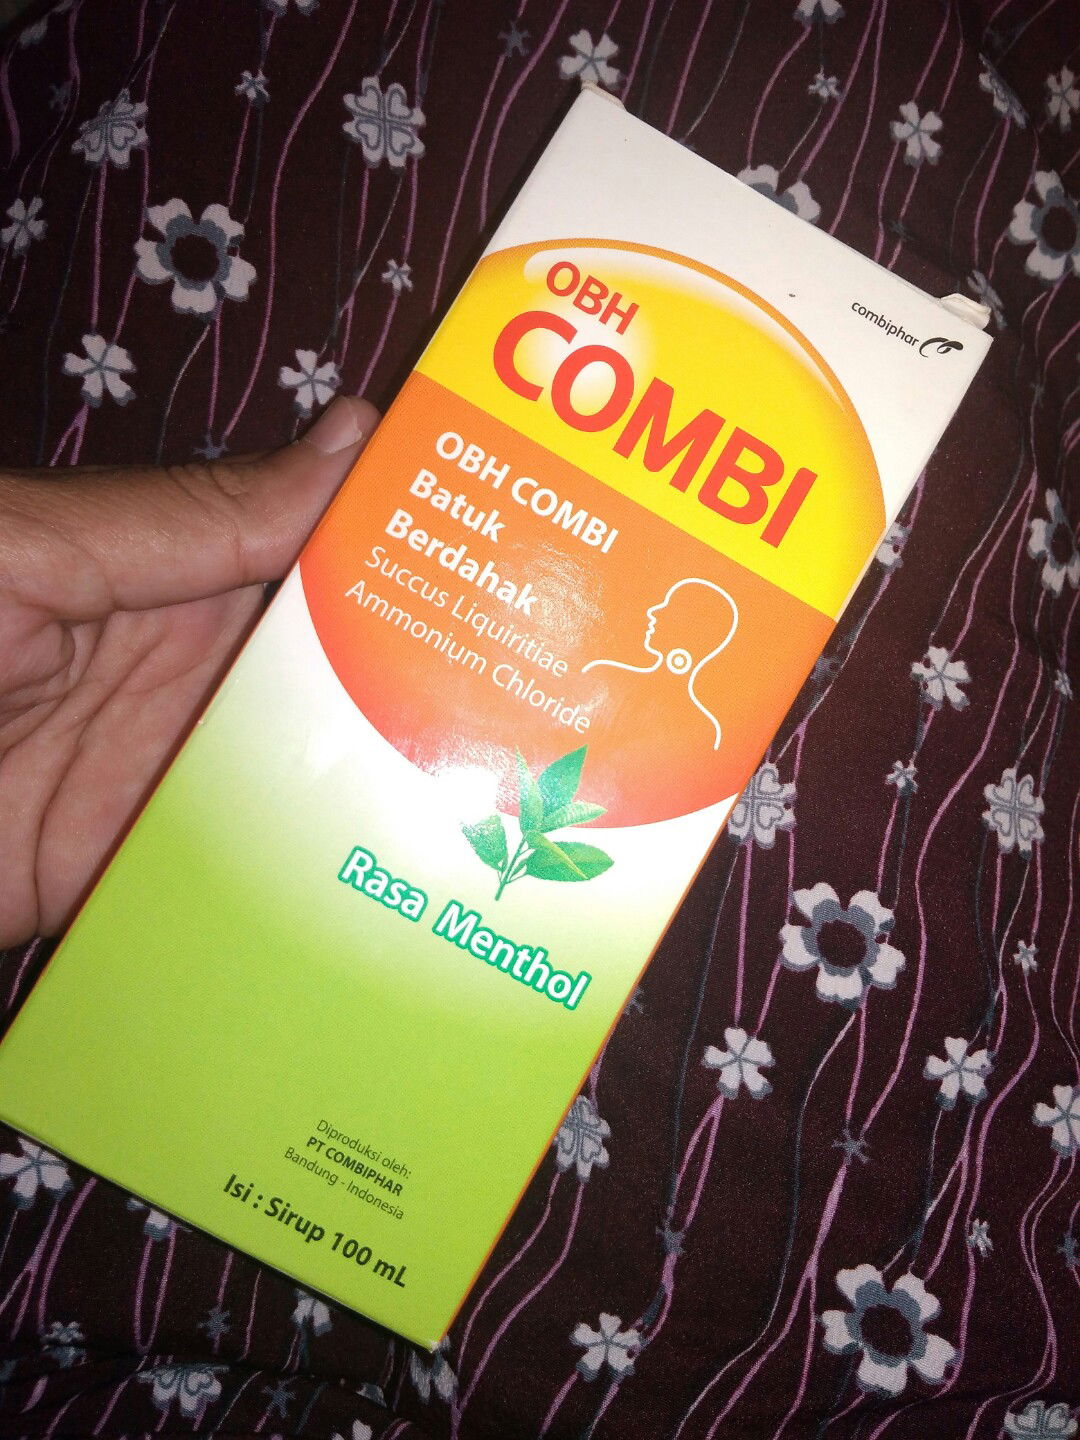 OBH
COMBI
combiphar
OBH COMBI
Batuk
Berdahak
Succus Liquiritiae
Ammonium Chloride
Rasa Menthol
Diproduksi oleh:
PT COMBIPHAR
Bandung - Indonesia
Isi : Sirup 100 mL